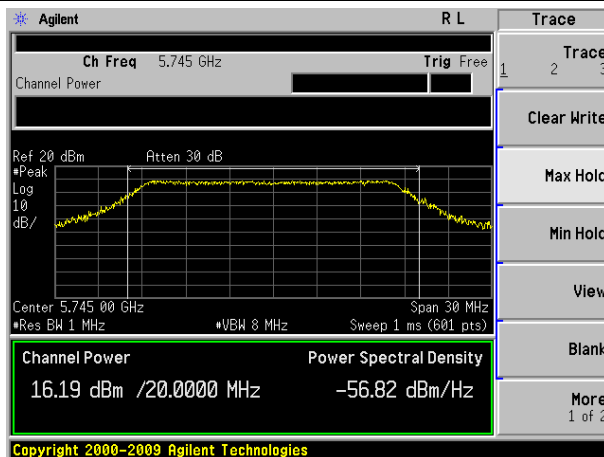 Agilent R L Trace
Ch Freq 5.745 GHz Trig Free
Channel Power
Trace
1 2 3
Clear Write
Max Hold
Min Hold
View
Blank
More
1 of 2
Ref 20 dBm Atten 30 dB
#Peak
Log
10
dB/
Center 5.745 00 GHz Span 30 MHz
#Res BW 1 MHz #VBW 8 MHz Sweep 1 ms (601 pts)
Channel Power Power Spectral Density
16.19 dBm /20.0000 MHz -56.82 dBm/Hz
Copyright 2000-2009 Agilent Technologies